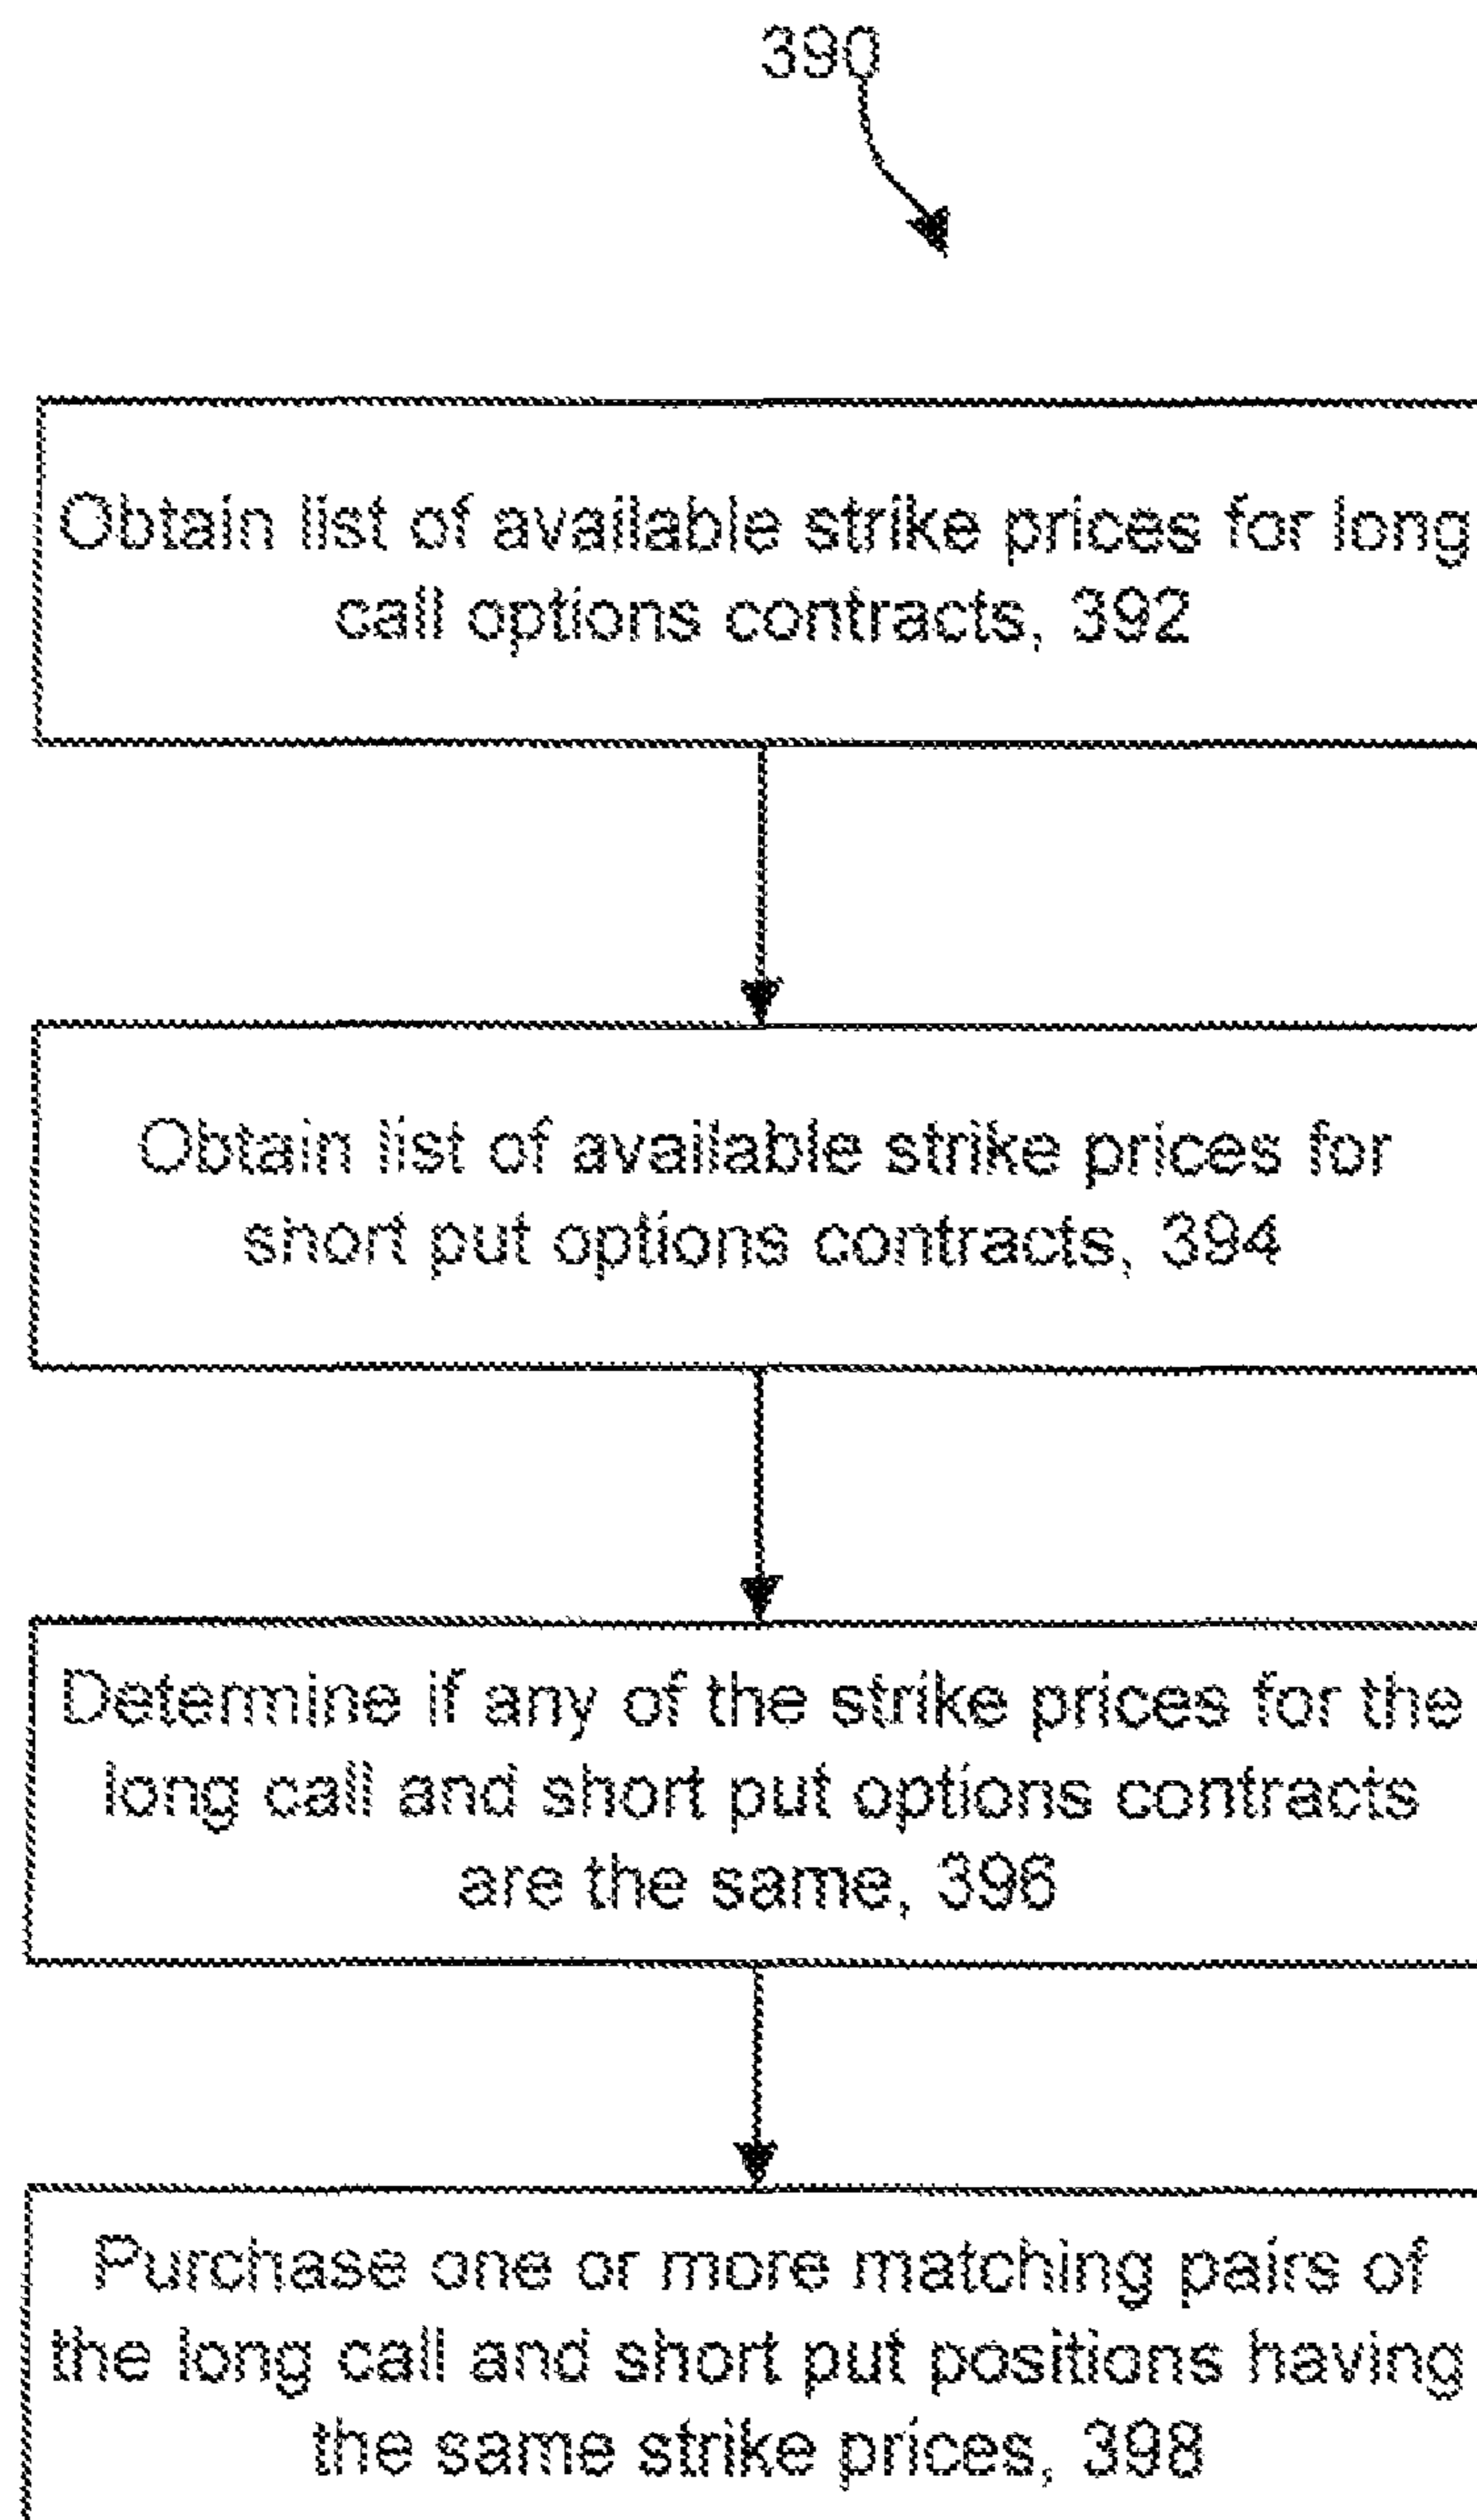 390
Obtain list of available strike prices for long
call options contracts, 392
Obtain list of available strike prices for
short put options contracts, 394
Determine if any of the strike prices for the
long call and short put options contracts
are the same, 396
Purchase one or more matching pairs of
the long call and short put positions having
the same strike prices, 398